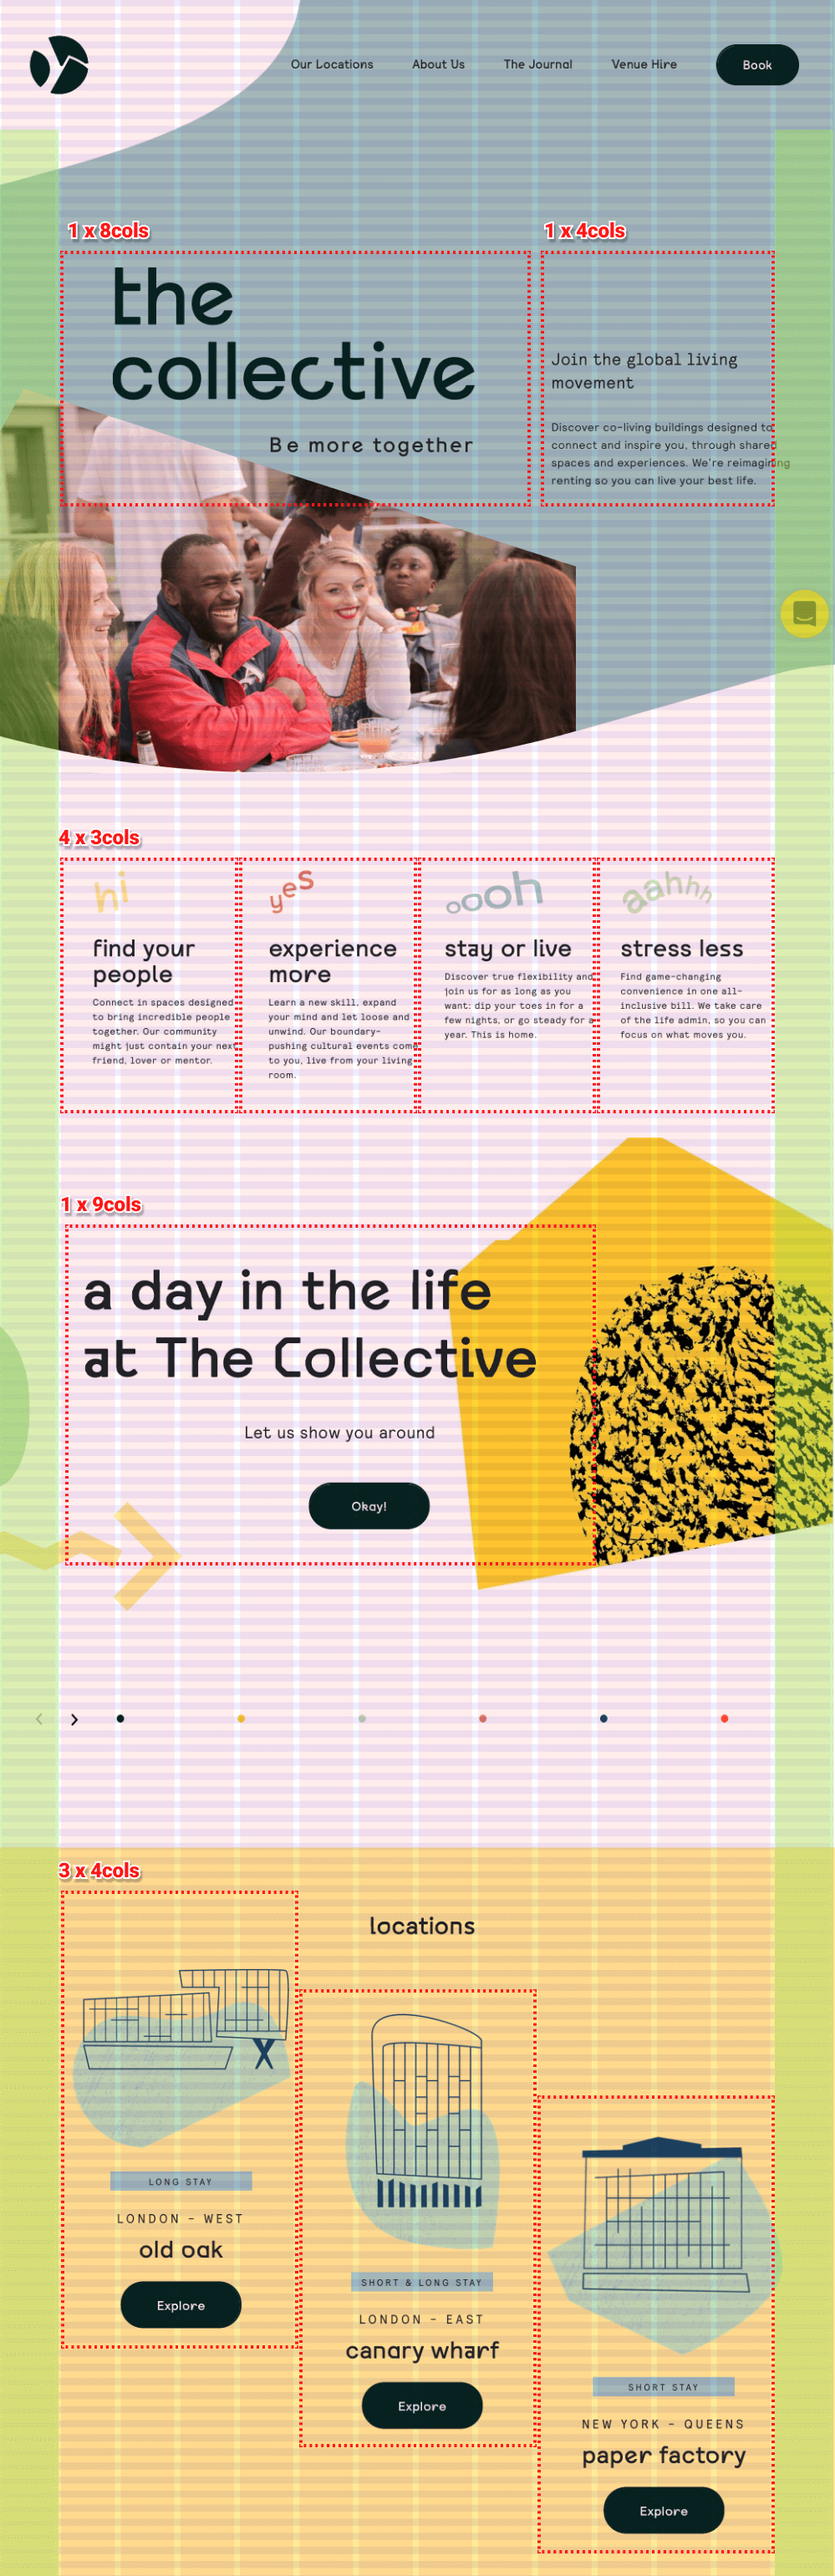 Our Locations
About Us
The Journal
Venue Hire
Book
1 x 8cols
1 x 4cols
the
collective
Be more together
Join the global living
movement
Discover co-living buildings designed to
connect and inspire you, through shared
spaces and experiences. We're reimagining
renting so you can live your best life.
4 x 3cols
hi
find your
people
Connect in spaces designed
to bring incredible people
together. Our community
might just contain your next
friend, lover or mentor.
yes
experience
more
Learn a new skill, expand
your mind and let loose and
unwind. Our boundary-
pushing cultural events come
to you, live from your living
room.
oooh
stay or live
Discover true flexibility and
join us for as long as you
want: dip your toes in for a
few nights, or go steady for a
year. This is home.
aahhhh
stress less
Find game-changing
convenience in one all-
inclusive bill. We take care
of the life admin, so you can
focus on what moves you.
1 x 9cols
a day in the life
at The Collective
Let us show you around
Okay!
3 x 4cols
locations
LONG STAY
LONDON - WEST
old oak
Explore
SHORT & LONG STAY
LONDON - EAST
canary wharf
Explore
SHORT STAY
NEW YORK - QUEENS
paper factory
Explore